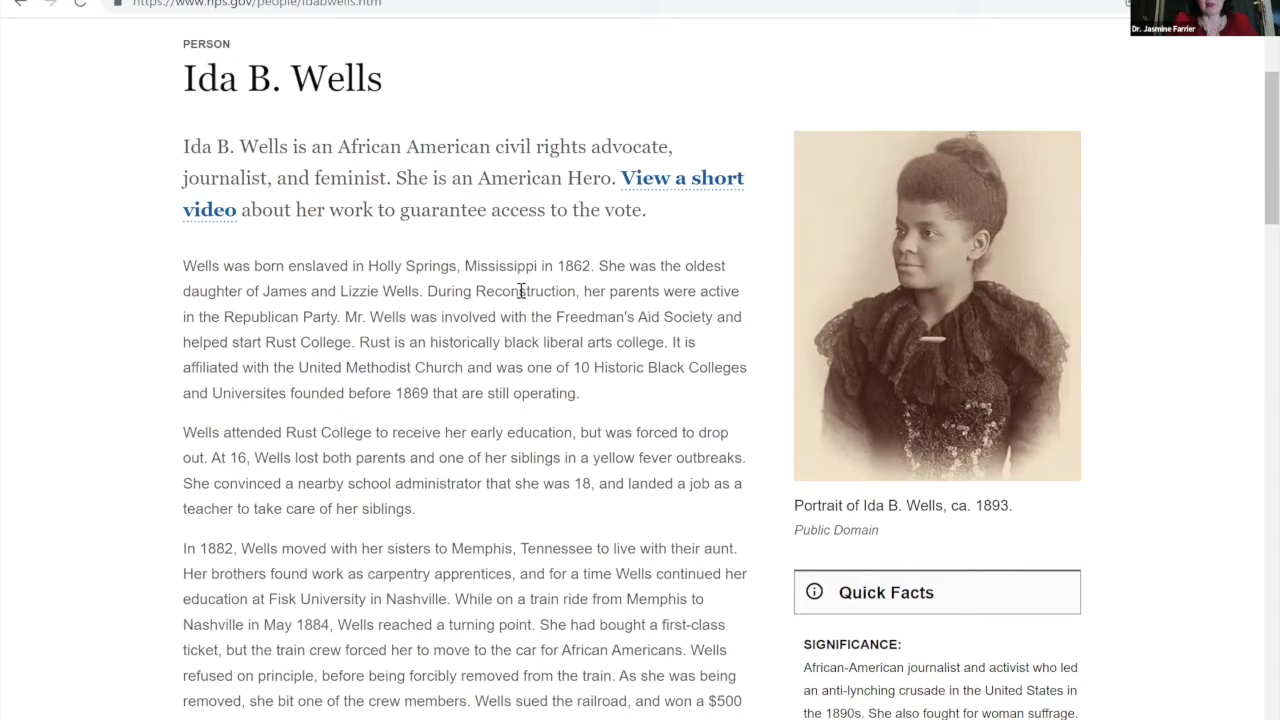 https://www.nps.gov/people/idabwells.htm
Dr. Jasmine Farrier
PERSON
Ida B. Wells
Ida B. Wells is an African American civil rights advocate,
journalist, and feminist. She is an American Hero. View a short
video about her work to guarantee access to the vote.
Wells was born enslaved in Holly Springs, Mississippi in 1862. She was the oldest
daughter of James and Lizzie Wells. During Reconstruction, her parents were active
in the Republican Party. Mr. Wells was involved with the Freedman's Aid Society and
helped start Rust College. Rust is an historically black liberal arts college. It is
affiliated with the United Methodist Church and was one of 10 Historic Black Colleges
and Universites founded before 1869 that are still operating.
Wells attended Rust College to receive her early education, but was forced to drop
out. At 16, Wells lost both parents and one of her siblings in a yellow fever outbreaks.
She convinced a nearby school administrator that she was 18, and landed a job as a
teacher to take care of her siblings.
In 1882, Wells moved with her sisters to Memphis, Tennessee to live with their aunt.
Her brothers found work as carpentry apprentices, and for a time Wells continued her
education at Fisk University in Nashville. While on a train ride from Memphis to
Nashville in May 1884, Wells reached a turning point. She had bought a first-class
ticket, but the train crew forced her to move to the car for African Americans. Wells
refused on principle, before being forcibly removed from the train. As she was being
removed, she bit one of the crew members. Wells sued the railroad, and won a $500
Portrait of Ida B. Wells, ca. 1893.
Public Domain
Quick Facts
SIGNIFICANCE:
African-American journalist and activist who led
an anti-lynching crusade in the United States in
the 1890s. She also fought for woman suffrage.